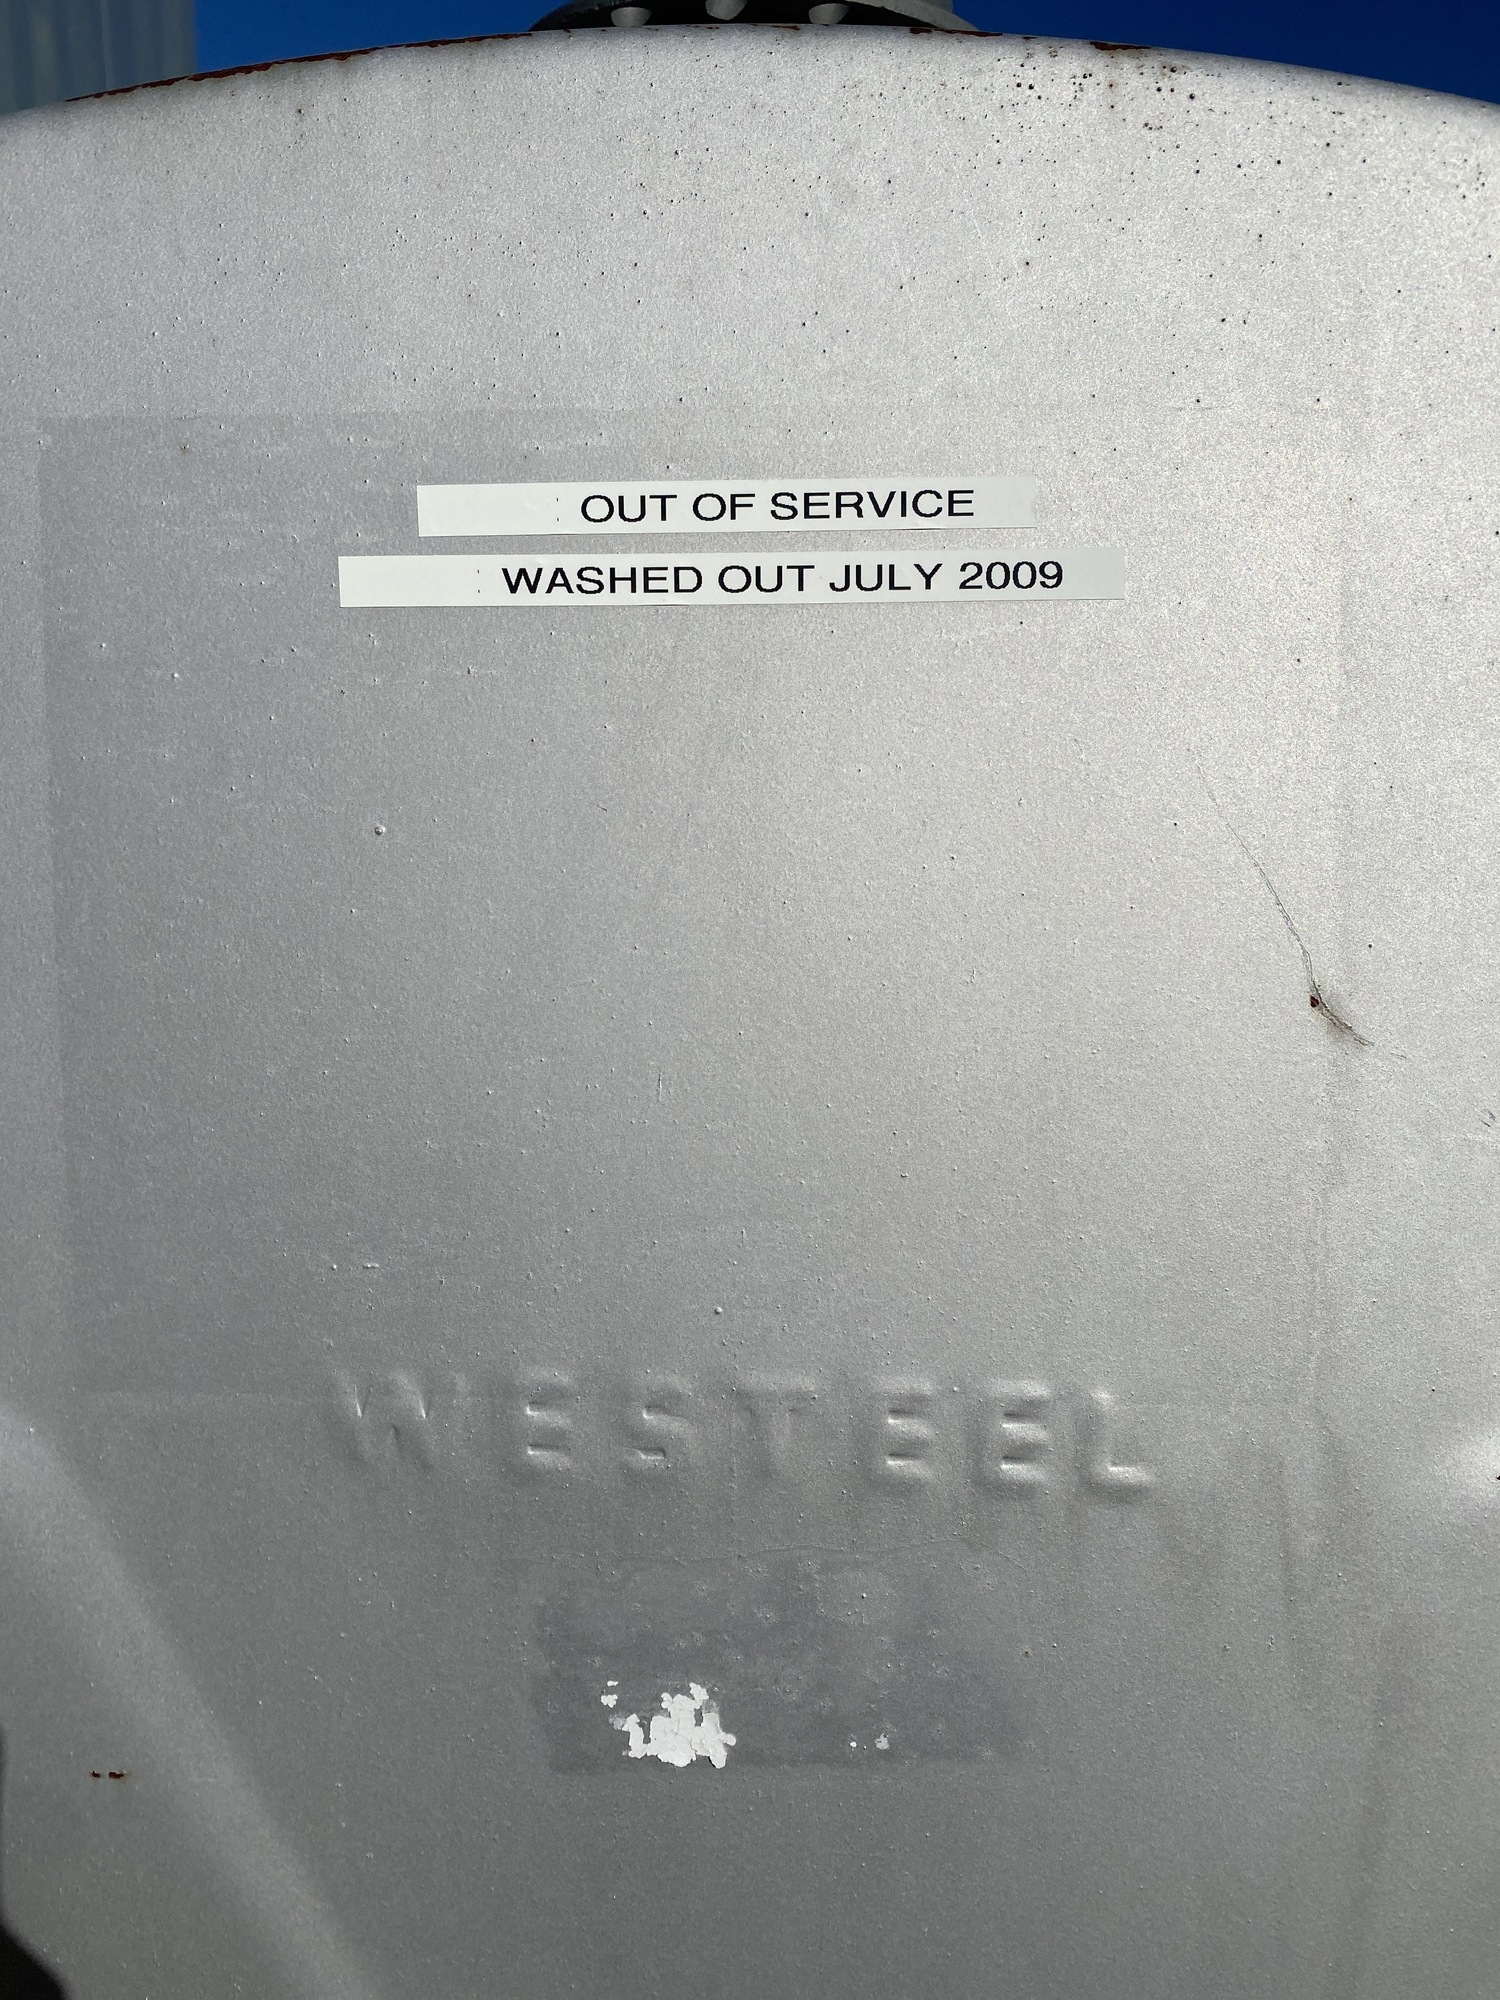 OUT OF SERVICE
WASHED OUT JULY 2009
WESTEEL